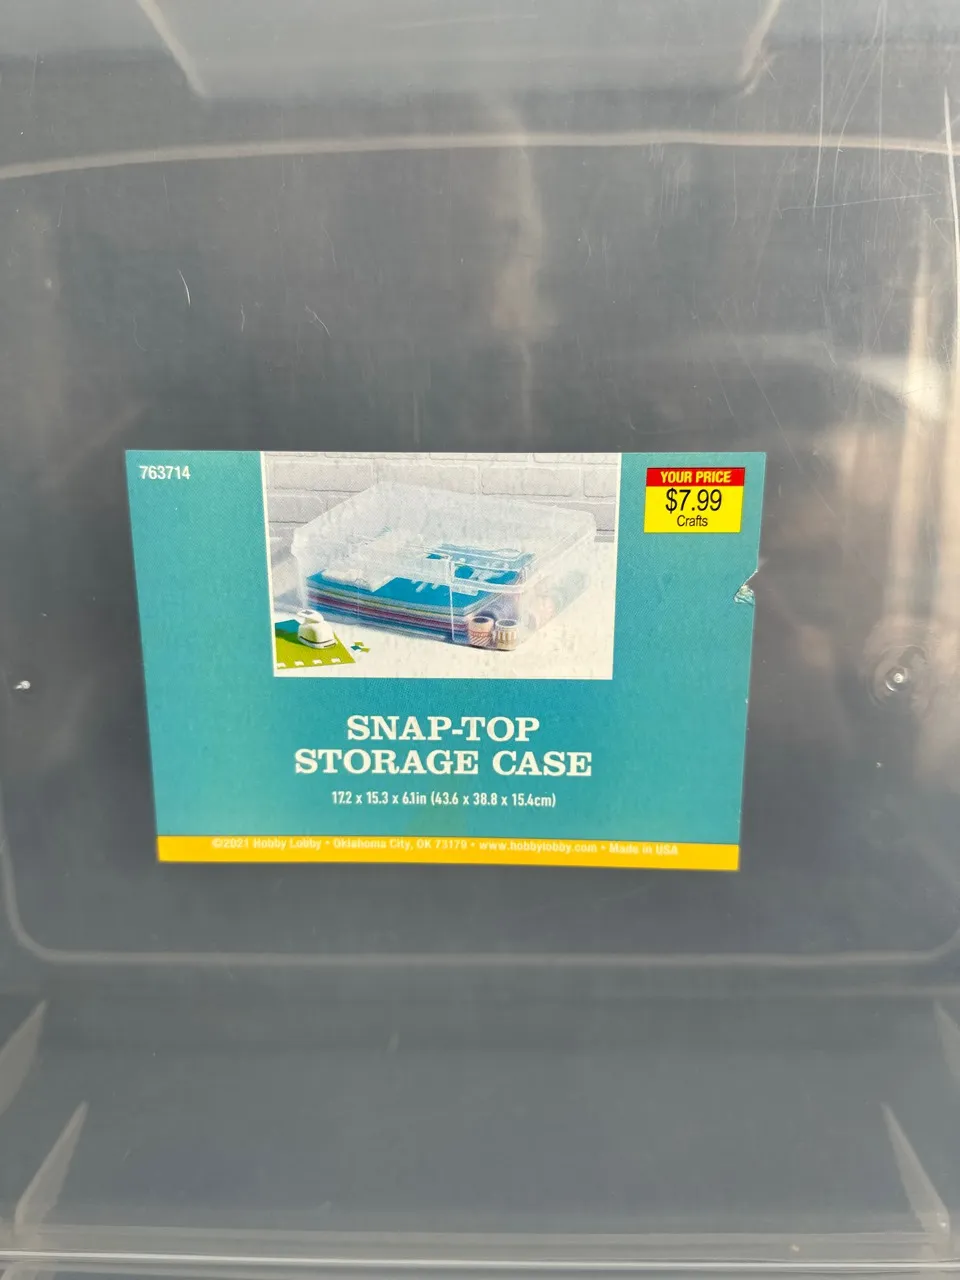 763714
YOUR PRICE
$7.99
Crafts
SNAP-TOP
STORAGE CASE
17.2 x 15.3 x 6.1in (43.6 x 38.8 x 15.4cm)
©2021 Hobby Lobby • Oklahoma City, OK 73179 • www.hobbylobby.com • Made in USA